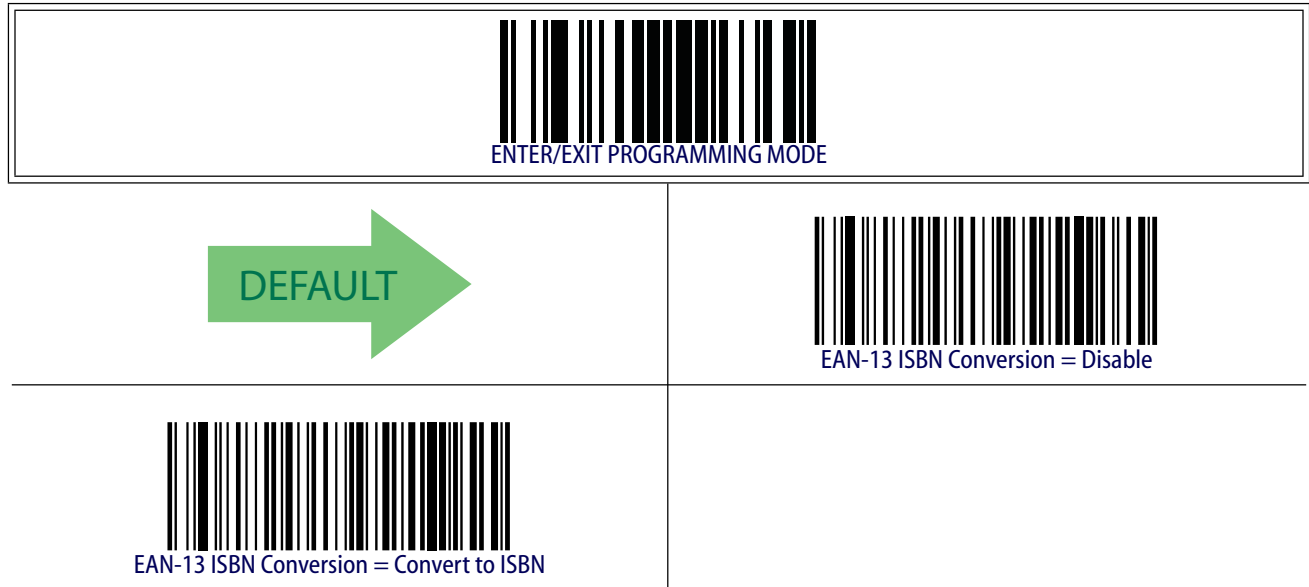 ENTER/EXIT PROGRAMMING MODE
DEFAULT
EAN-13 ISBN Conversion = Disable
EAN-13 ISBN Conversion = Convert to ISBN